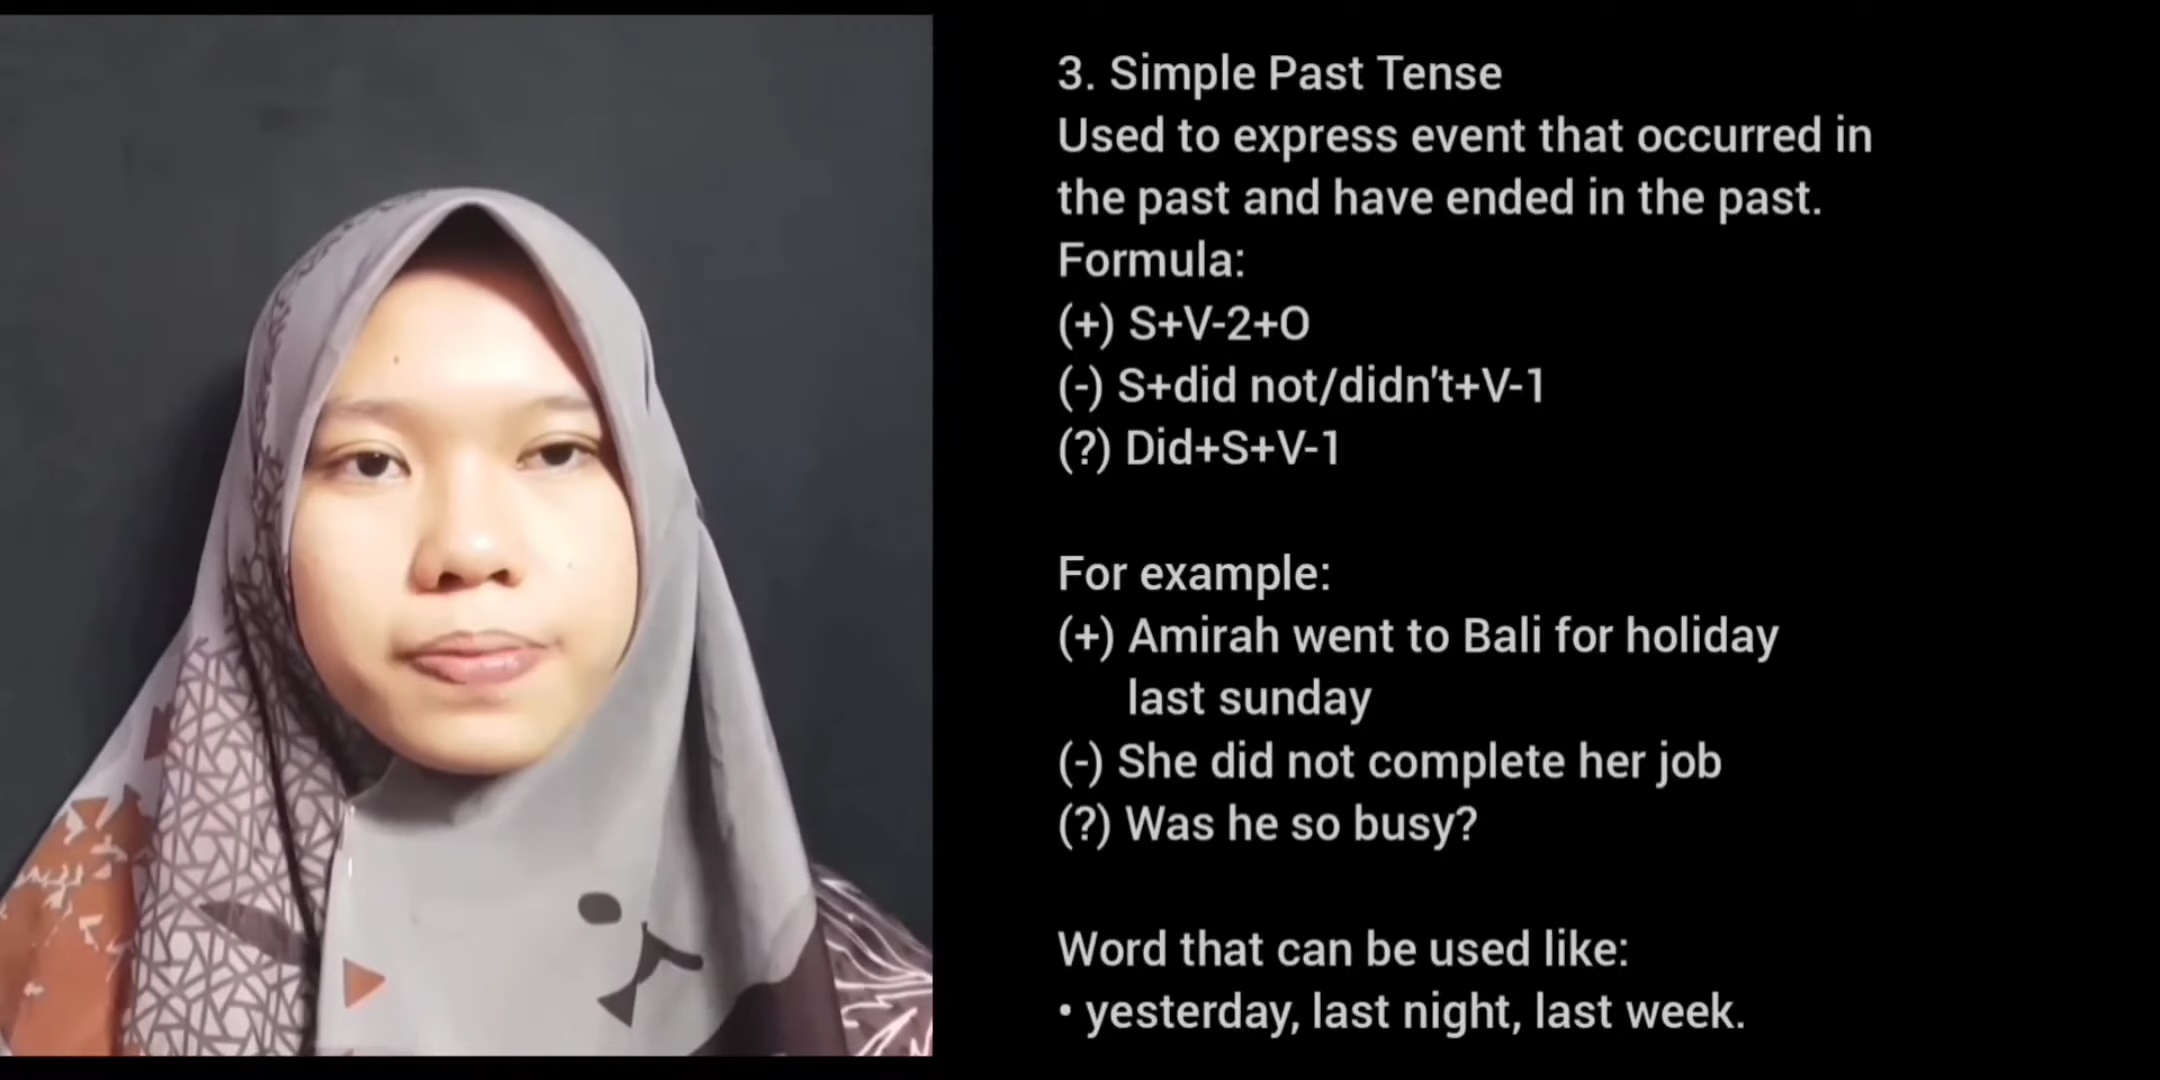 3. Simple Past Tense
Used to express event that occurred in
the past and have ended in the past.
Formula:
(+) S+V-2+O
(-) S+did not/didn't+V-1
(?) Did+S+V-1
For example:
(+) Amirah went to Bali for holiday
last sunday
(-) She did not complete her job
(?) Was he so busy?
Word that can be used like:
• yesterday, last night, last week.